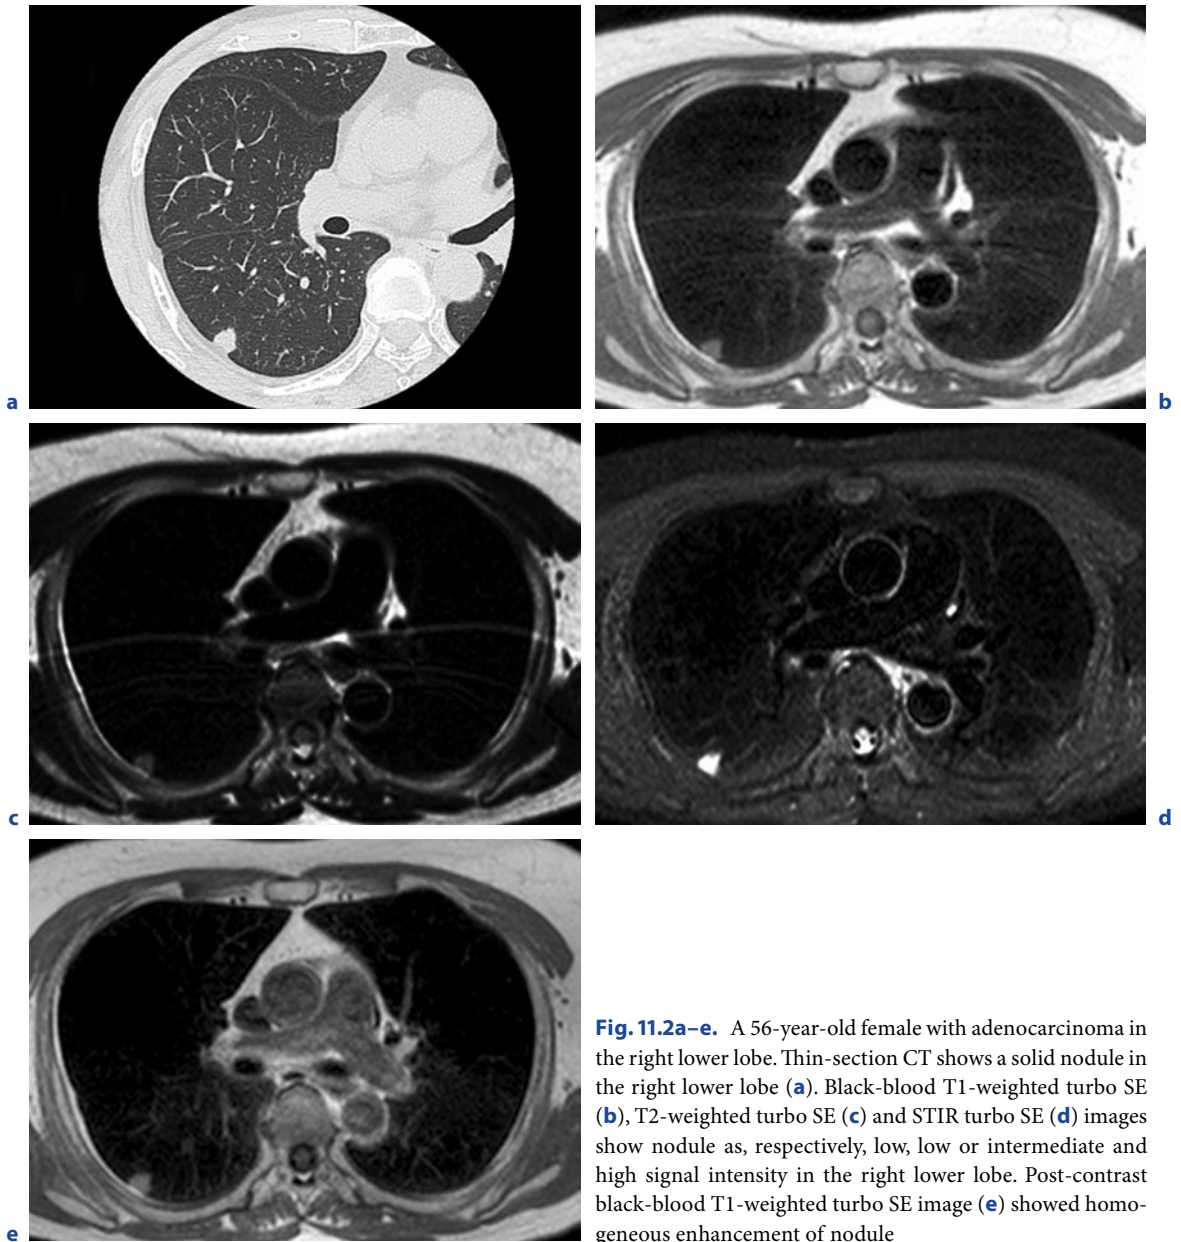 a
b
c
d
e
Fig. 11.2a–e. A 56-year-old female with adenocarcinoma in
the right lower lobe. Thin-section CT shows a solid nodule in
the right lower lobe (a). Black-blood T1-weighted turbo SE
(b), T2-weighted turbo SE (c) and STIR turbo SE (d) images
show nodule as, respectively, low, low or intermediate and
high signal intensity in the right lower lobe. Post-contrast
black-blood T1-weighted turbo SE image (e) showed homo-
geneous enhancement of nodule